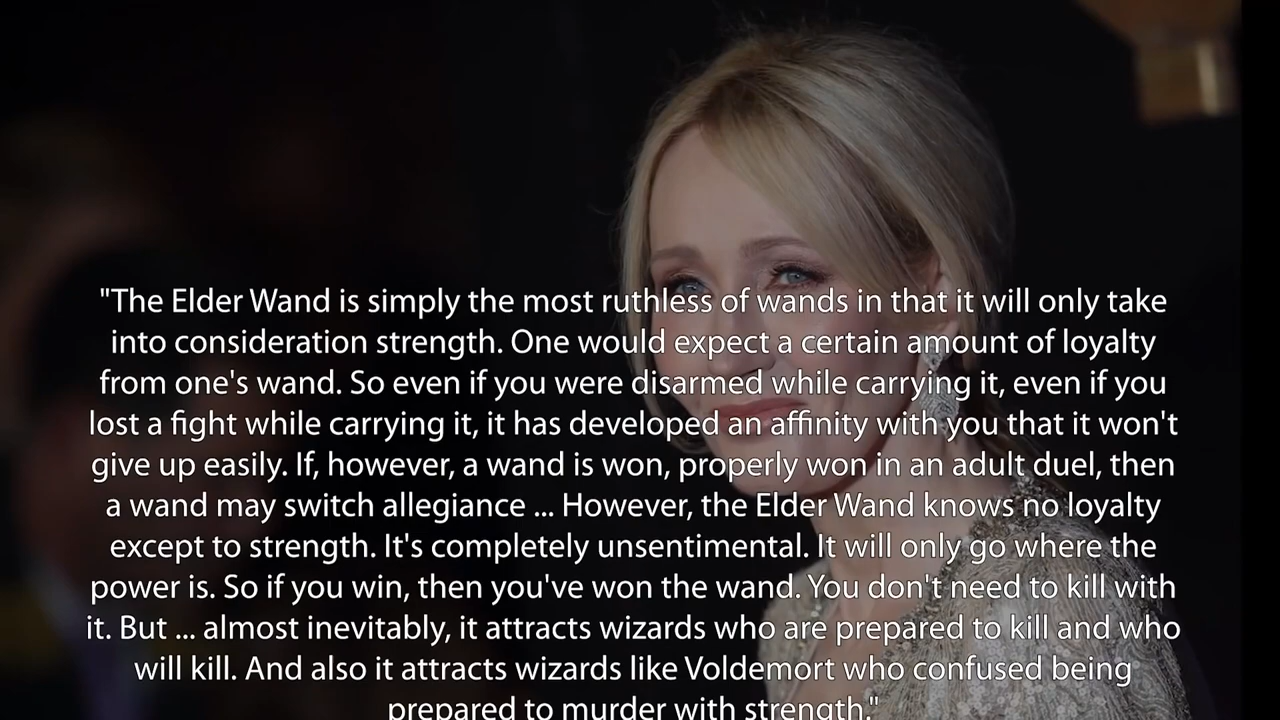 "The Elder Wand is simply the most ruthless of wands in that it will only take
into consideration strength. One would expect a certain amount of loyalty
from one's wand. So even if you were disarmed while carrying it, even if you
lost a fight while carrying it, it has developed an affinity with you that it won't
give up easily. If, however, a wand is won, properly won in an adult duel, then
a wand may switch allegiance ... However, the Elder Wand knows no loyalty
except to strength. It's completely unsentimental. It will only go where the
power is. So if you win, then you've won the wand. You don't need to kill with
it. But ... almost inevitably, it attracts wizards who are prepared to kill and who
will kill. And also it attracts wizards like Voldemort who confused being
prepared to murder with strength."